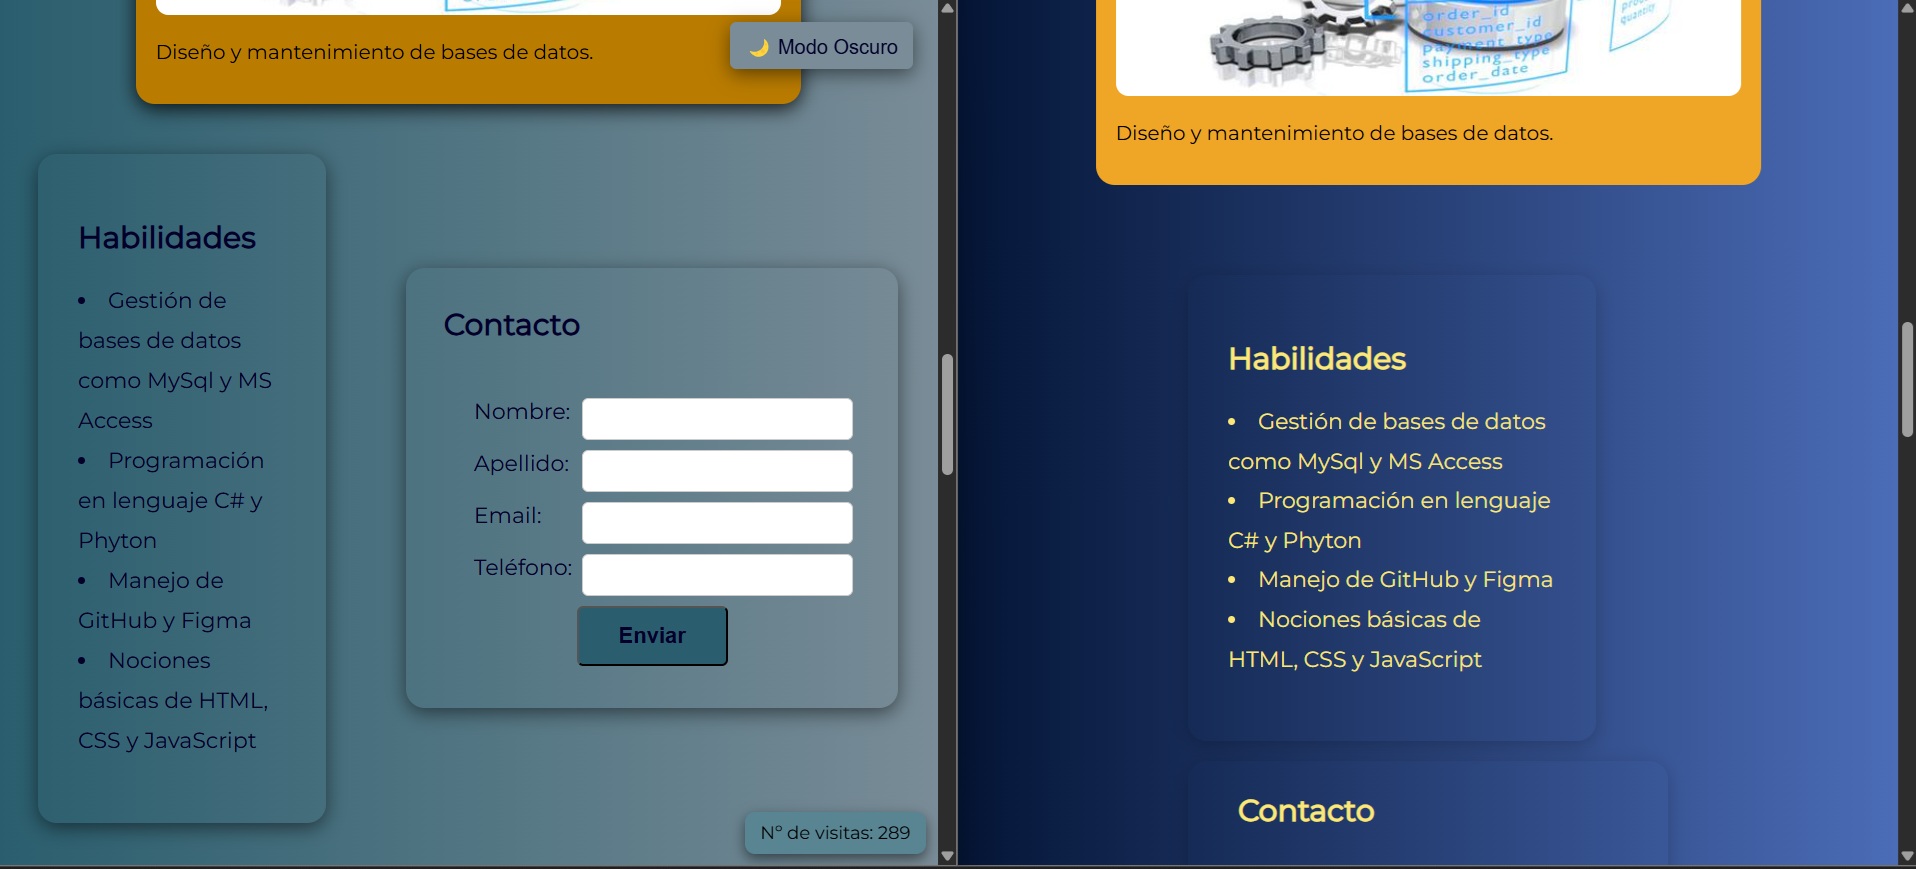 Diseño y mantenimiento de bases de datos.
🌙 Modo Oscuro
Habilidades
• Gestión de
bases de datos
como MySql y MS
Access
• Programación
en lenguaje C# y
Phyton
• Manejo de
GitHub y Figma
• Nociones
básicas de HTML,
CSS y JavaScript
Contacto
Nombre:
Apellido:
Email:
Teléfono:
Enviar
Nº de visitas: 289
order_id
customer_id
payment_type
shipping_type
order_date
quantity
Diseño y mantenimiento de bases de datos.
Habilidades
• Gestión de bases de datos
como MySql y MS Access
• Programación en lenguaje
C# y Phyton
• Manejo de GitHub y Figma
• Nociones básicas de
HTML, CSS y JavaScript
Contacto